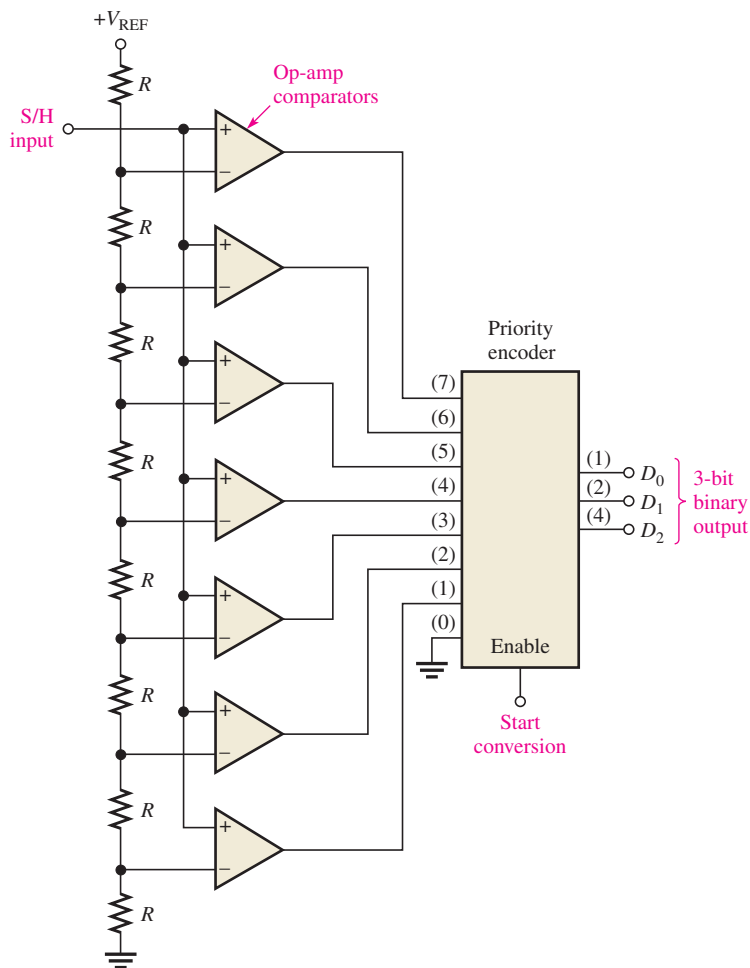 +V_REF
R
Op-amp
comparators
S/H
input
+
−
R
+
−
R
+
−
R
+
−
R
+
−
R
+
−
R
+
−
R
Priority
encoder
(7)
(6)
(5)
(4)
(3)
(2)
(1)
(0)
(1)
(2)
(4)
D0
D1
D2
3-bit
binary
output
Enable
Start
conversion